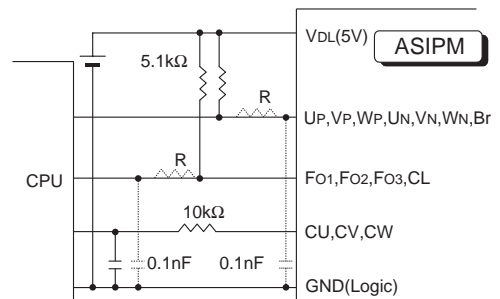 VDL(5V)
ASIPM
5.1kΩ
R
UP,VP,WP,UN,VN,WN,Br
R
CPU
FO1,FO2,FO3,CL
10kΩ
CU,CV,CW
0.1nF
0.1nF
GND(Logic)